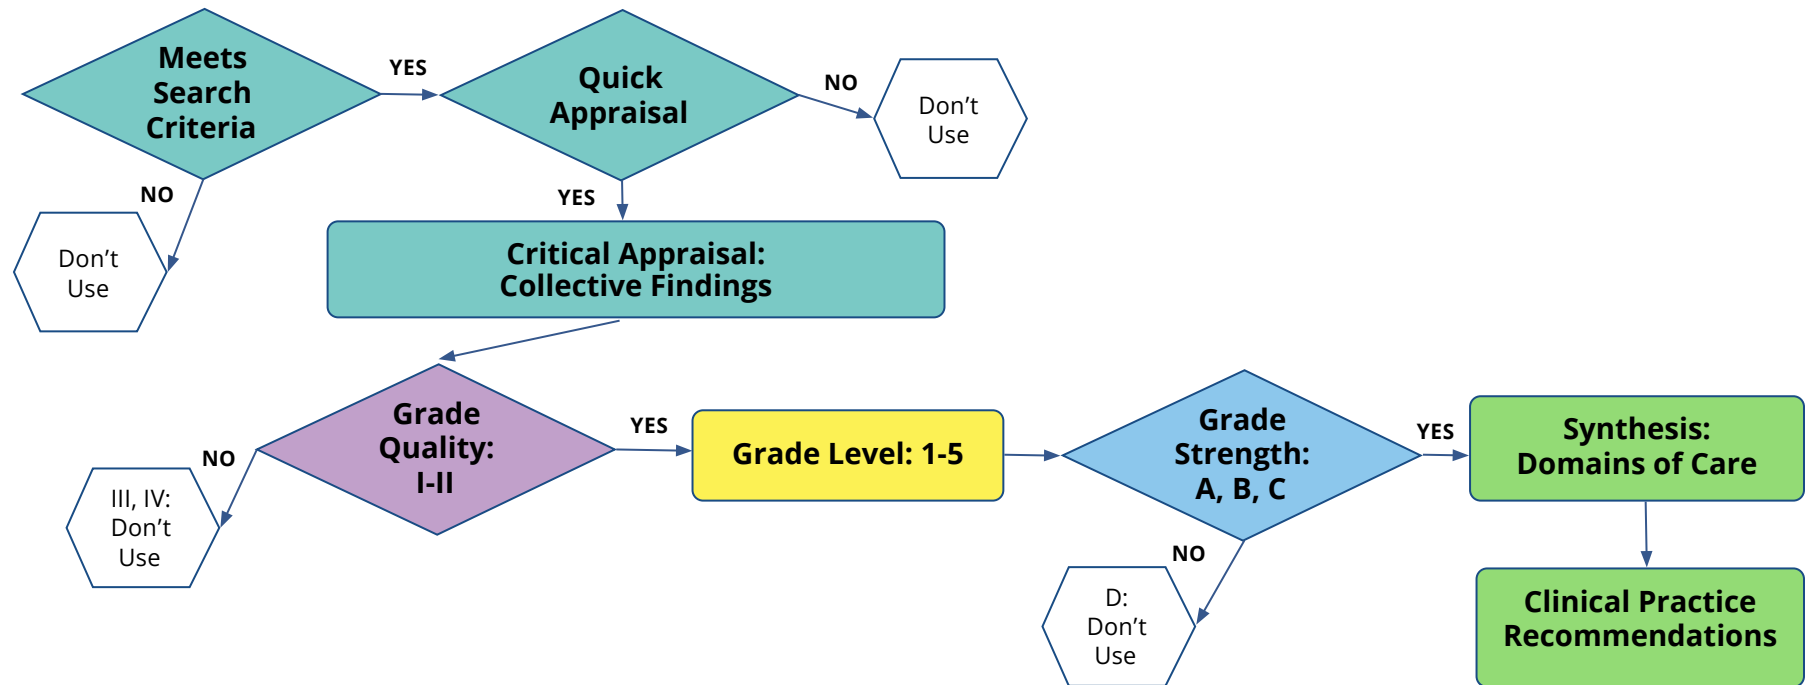 Meets
Search
Criteria
YES
Quick
Appraisal
NO
Don’t
Use
NO
Don’t
Use
YES
Critical Appraisal:
Collective Findings
Grade
Quality:
I-II
NO
III, IV:
Don’t
Use
YES
Grade Level: 1-5
Grade
Strength:
A, B, C
NO
D:
Don’t
Use
YES
Synthesis:
Domains of Care
Clinical Practice
Recommendations